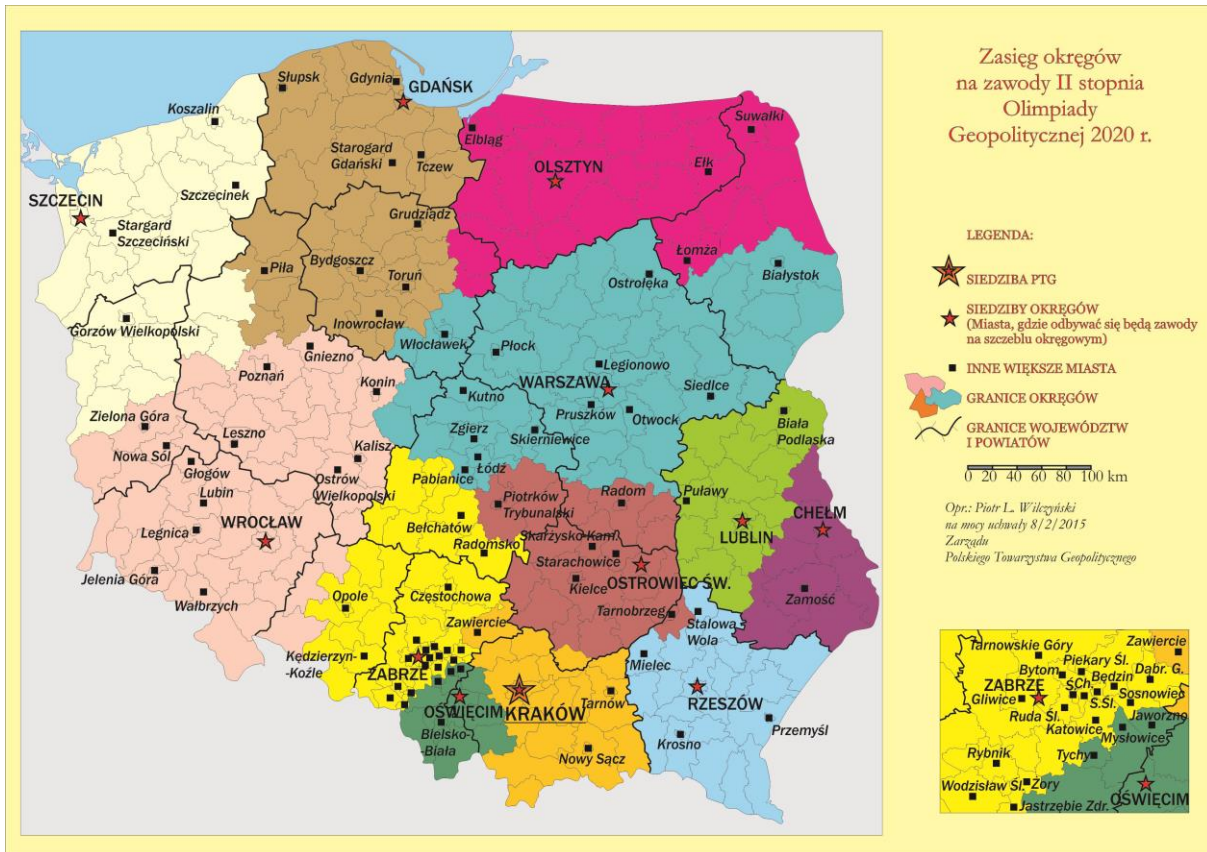 Zasięg okręgów
na zawody II stopnia
Olimpiady
Geopolitycznej 2020 r.
LEGENDA:
SIEDZIBA PTG
SIEDZIBY OKRĘGÓW
(Miasta, gdzie odbywać się będą zawody
na szczeblu okręgowym)
INNE WIĘKSZE MIASTA
GRANICE OKRĘGÓW
GRANICE WOJEWÓDZTW
I POWIATÓW
0 20 40 60 80 100 km
Opr.: Piotr L. Wilczyński
na mocy uchwały 8/2/2015
Zarządu
Polskiego Towarzystwa Geopolitycznego
Słupsk
Gdynia
GDAŃSK
Koszalin
Elbląg
Suwałki
Starogard
Gdański
Tczew
OLSZTYN
Ełk
SZCZECIN
Szczecinek
Stargard
Szczeciński
Grudziądz
Piła
Bydgoszcz
Toruń
Łomża
Białystok
Ostrołęka
Inowrocław
Gorzów Wielkopolski
Włocławek
Płock
Gniezno
Poznań
Legionowo
Konin
Kutno
WARSZAWA
Siedlce
Pruszków
Otwock
Zielona Góra
Leszno
Zgierz
Skierniewice
Biała
Podlaska
Nowa Sól
Kalisz
Łódź
Głogów
Ostrów
Wielkopolski
Pabianice
Lubin
Piotrków
Trybunalski
Radom
Puławy
Legnica
WROCŁAW
Bełchatów
LUBLIN
CHEŁM
Radomsko
Skarżysko-Kam.
Starachowice
Jelenia Góra
Wałbrzych
OSTROWIEC ŚW.
Kielce
Opole
Częstochowa
Zamość
Tarnobrzeg
Stalowa
Wola
Zawiercie
Kędzierzyn-
-Koźle
ZABRZE
Mielec
OŚWIĘCIM
KRAKÓW
Tarnów
RZESZÓW
Przemyśl
Bielsko-
Biała
Nowy Sącz
Krosno
Tarnowskie Góry
Zawiercie
Piekary Śl.
Bytom
Będzin
Dąbr. G.
ZABRZE
Gliwice
S.Ch.
S.Śl.
Sosnowiec
Ruda Śl.
Katowice
Jaworzno
Mysłowice
Rybnik
Tychy
Wodzisław Śl.
Żory
OŚWIĘCIM
Jastrzębie Zdr.